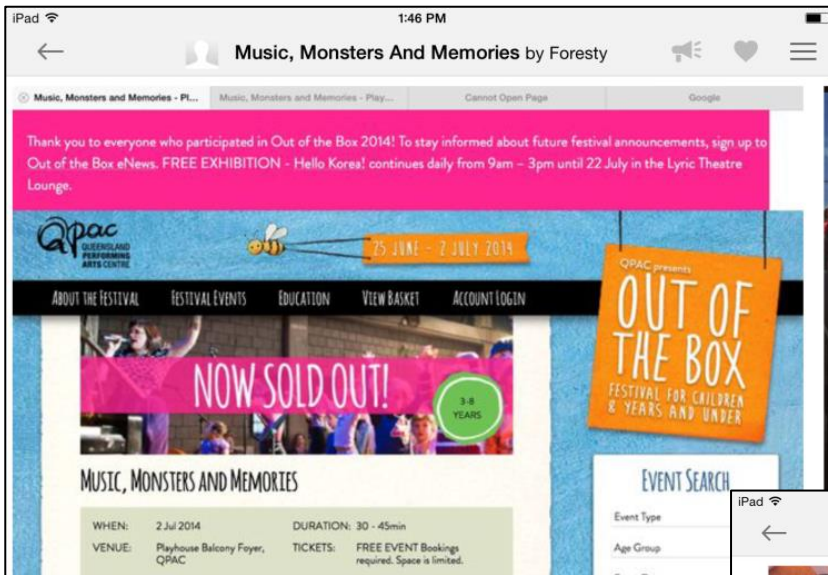 iPad 1:46 PM
Music, Monsters And Memories by Foresty
Music, Monsters and Memories - Pl...
Music, Monsters and Memories - Play...
Cannot Open Page
Google
Thank you to everyone who participated in Out of the Box 2014! To stay informed about future festival announcements, sign up to
Out of the Box eNews. FREE EXHIBITION - Hello Korea! continues daily from 9am – 3pm until 22 July in the Lyric Theatre
Lounge.
Qpac
QUEENSLAND
PERFORMING
ARTS CENTRE
25 JUNE - 2 JULY 2014
ABOUT THE FESTIVAL
FESTIVAL EVENTS
EDUCATION
VIEW BASKET
ACCOUNT LOGIN
QPAC presents
OUT OF
THE BOX
FESTIVAL FOR CHILDREN
8 YEARS AND UNDER
NOW SOLD OUT!
3-8
YEARS
MUSIC, MONSTERS AND MEMORIES
WHEN: 2 Jul 2014
DURATION: 30 - 45min
VENUE: Playhouse Balcony Foyer,
QPAC
TICKETS: FREE EVENT Bookings
required. Space is limited.
EVENT SEARCH
Event Type
Age Group
iPad